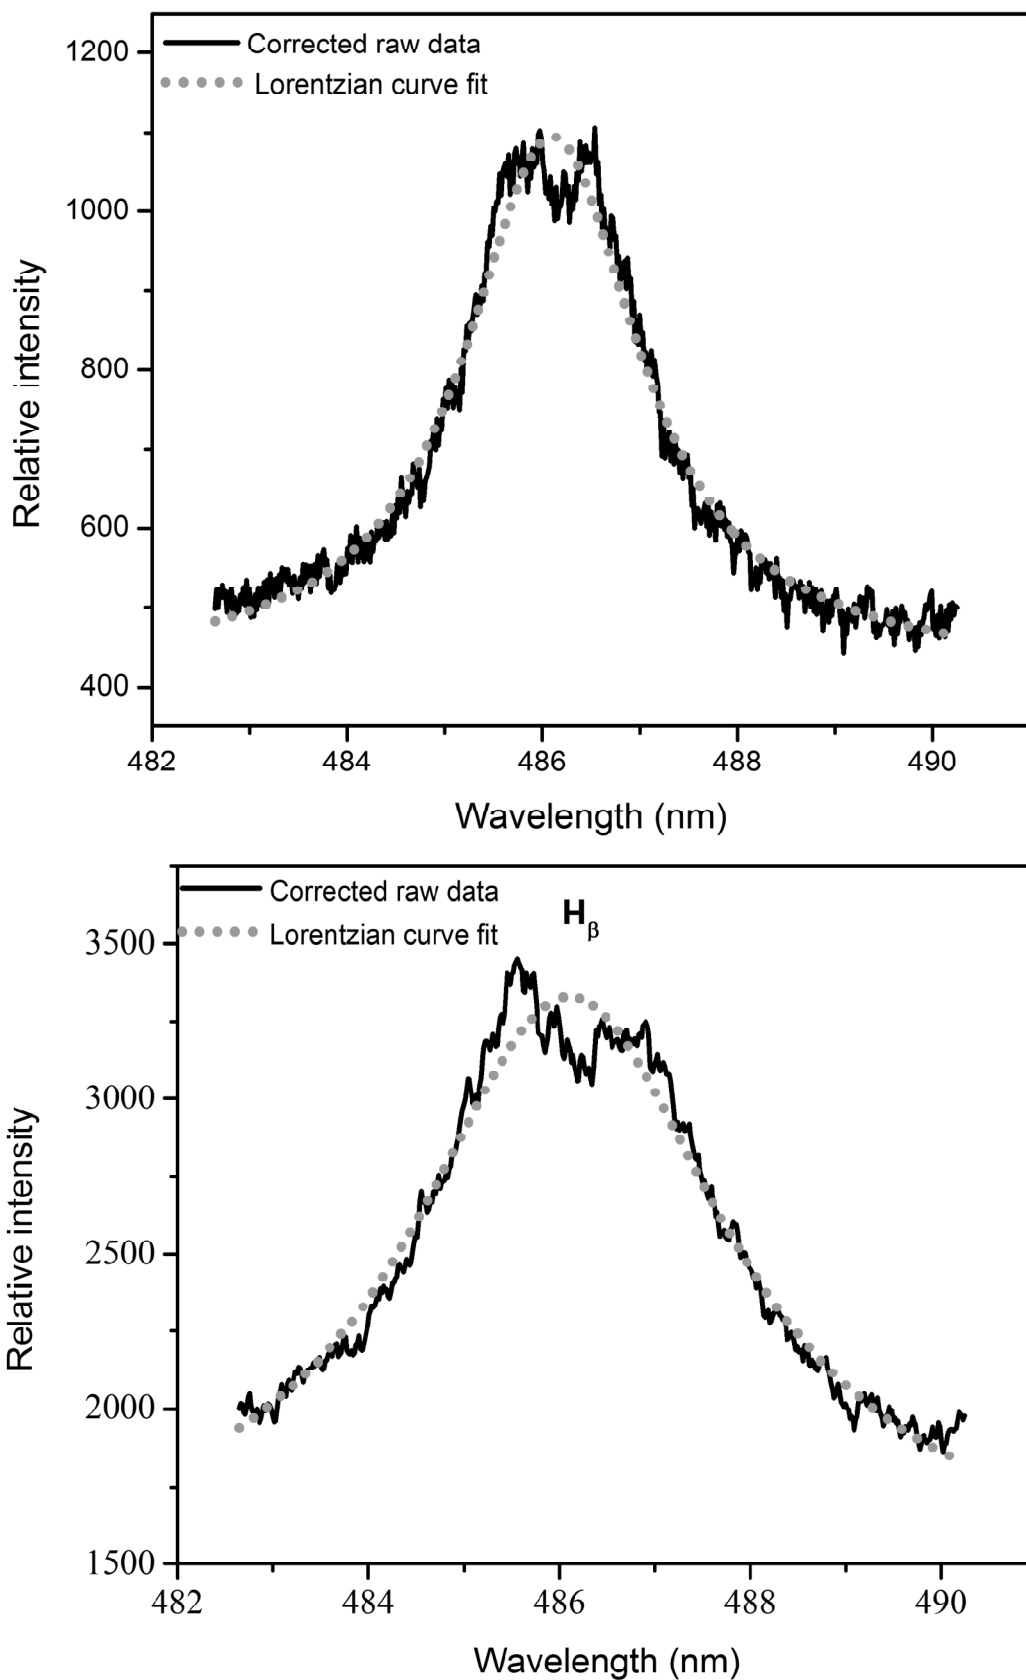 1200
Corrected raw data
Lorentzian curve fit
1000
800
600
400
Relative intensity
482
484
486
488
490
Wavelength (nm)
Corrected raw data
Lorentzian curve fit
Hβ
3500
3000
2500
2000
1500
Relative intensity
482
484
486
488
490
Wavelength (nm)